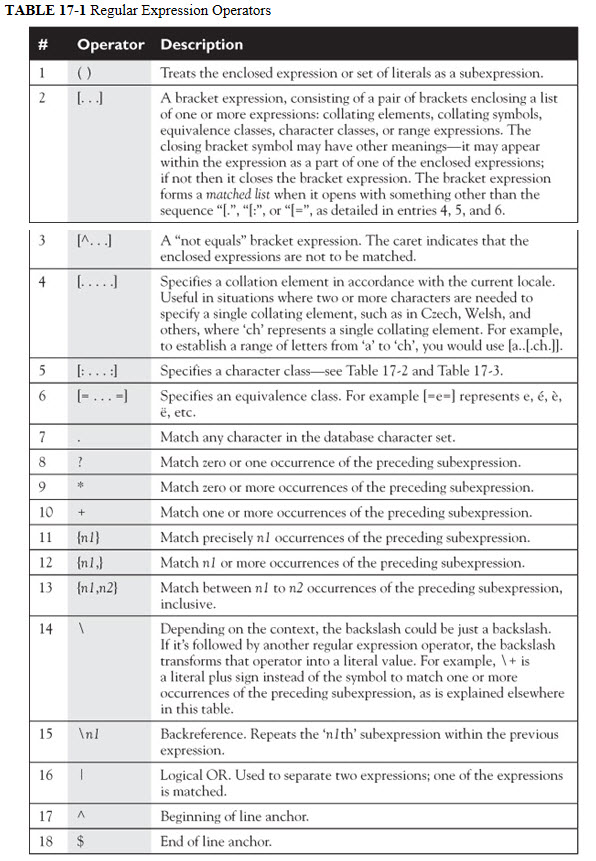 TABLE 17-1 Regular Expression Operators
# Operator Description
1 ( ) Treats the enclosed expression or set of literals as a subexpression.
2 [. . .] A bracket expression, consisting of a pair of brackets enclosing a list
of one or more expressions: collating elements, collating symbols,
equivalence classes, character classes, or range expressions. The
closing bracket symbol may have other meanings—it may appear
within the expression as a part of one of the enclosed expressions;
if not then it closes the bracket expression. The bracket expression
forms a matched list when it opens with something other than the
sequence “[.”, “[:”, or “[=”, as detailed in entries 4, 5, and 6.
3 [^. . .] A “not equals” bracket expression. The caret indicates that the
enclosed expressions are not to be matched.
4 [. . . . .] Specifies a collation element in accordance with the current locale.
Useful in situations where two or more characters are needed to
specify a single collating element, such as in Czech, Welsh, and
others, where ‘ch’ represents a single collating element. For example,
to establish a range of letters from ‘a’ to ‘ch’, you would use [a..[.ch.]].
5 [: . . . :] Specifies a character class—see Table 17-2 and Table 17-3.
6 [= . . . =] Specifies an equivalence class. For example [=e=] represents e, é, è,
ë, etc.
7 . Match any character in the database character set.
8 ? Match zero or one occurrence of the preceding subexpression.
9 * Match zero or more occurrences of the preceding subexpression.
10 + Match one or more occurrences of the preceding subexpression.
11 {n1} Match precisely n1 occurrences of the preceding subexpression.
12 {n1,} Match n1 or more occurrences of the preceding subexpression.
13 {n1,n2} Match between n1 to n2 occurrences of the preceding subexpression,
inclusive.
14 \ Depending on the context, the backslash could be just a backslash.
If it’s followed by another regular expression operator, the backslash
transforms that operator into a literal value. For example, \+ is
a literal plus sign instead of the symbol to match one or more
occurrences of the preceding subexpression, as is explained elsewhere
in this table.
15 \n1 Backreference. Repeats the ‘n1th’ subexpression within the previous
expression.
16 | Logical OR. Used to separate two expressions; one of the expressions
is matched.
17 ^ Beginning of line anchor.
18 $ End of line anchor.